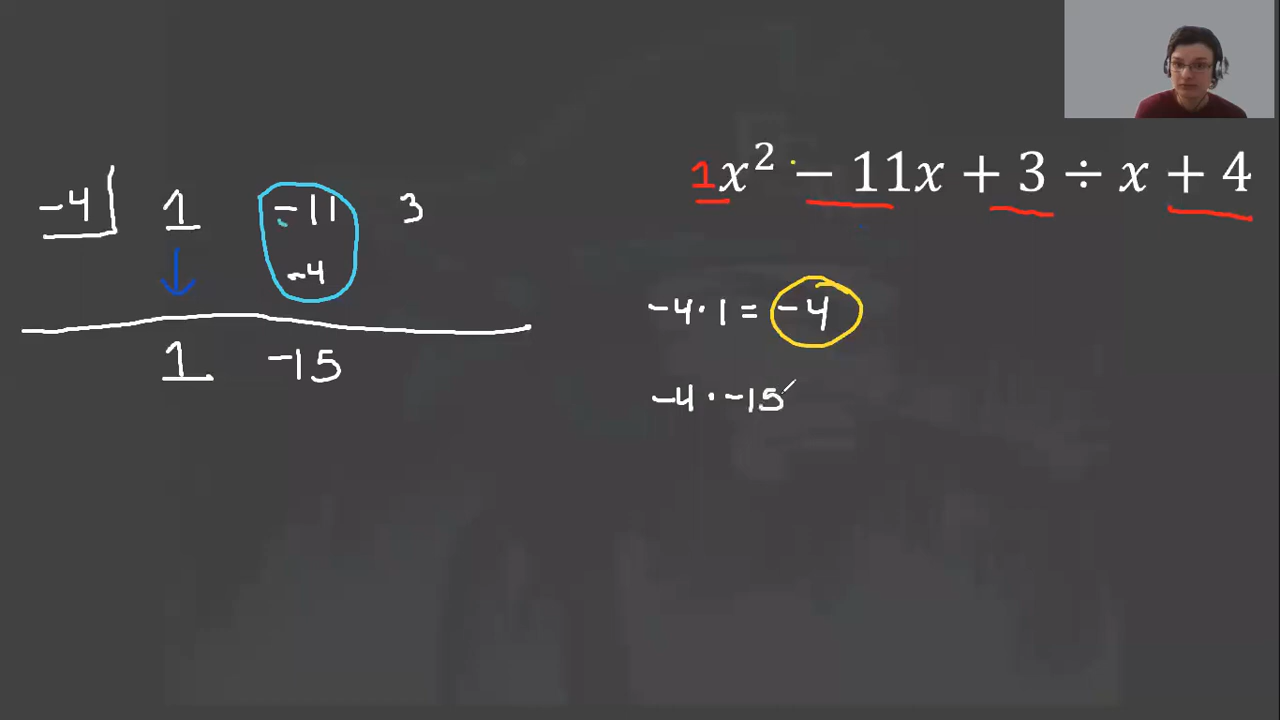 1x² − 11x + 3 ÷ x + 4
-4 1 -11 3
-4
1 -15
-4 · 1 = -4
-4 · -15